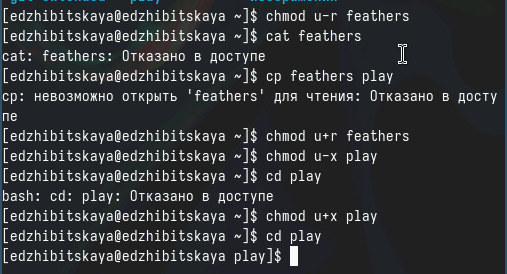 [edzhibitskaya@edzhibitskaya ~]$ chmod u-r feathers
[edzhibitskaya@edzhibitskaya ~]$ cat feathers
cat: feathers: Отказано в доступе
[edzhibitskaya@edzhibitskaya ~]$ cp feathers play
cp: невозможно открыть 'feathers' для чтения: Отказано в досту
пе
[edzhibitskaya@edzhibitskaya ~]$ chmod u+r feathers
[edzhibitskaya@edzhibitskaya ~]$ chmod u-x play
[edzhibitskaya@edzhibitskaya ~]$ cd play
bash: cd: play: Отказано в доступе
[edzhibitskaya@edzhibitskaya ~]$ chmod u+x play
[edzhibitskaya@edzhibitskaya ~]$ cd play
[edzhibitskaya@edzhibitskaya play]$